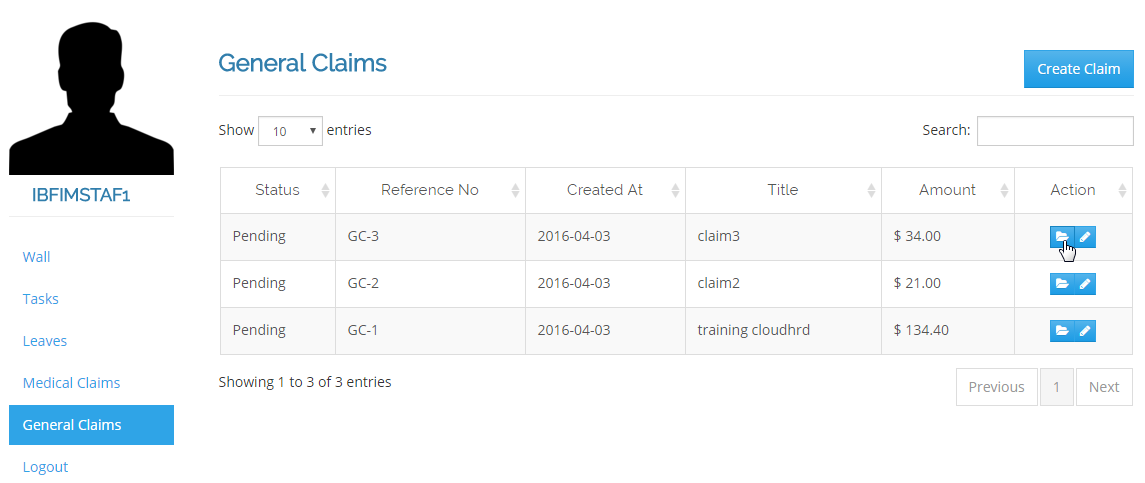 IBFIMSTAF1
Wall
Tasks
Leaves
Medical Claims
General Claims
Logout
General Claims
Create Claim
Show 10 entries
Search:
Status Reference No Created At Title Amount Action
Pending GC-3 2016-04-03 claim3 $ 34.00
Pending GC-2 2016-04-03 claim2 $ 21.00
Pending GC-1 2016-04-03 training cloudhrd $ 134.40
Showing 1 to 3 of 3 entries
Previous 1 Next